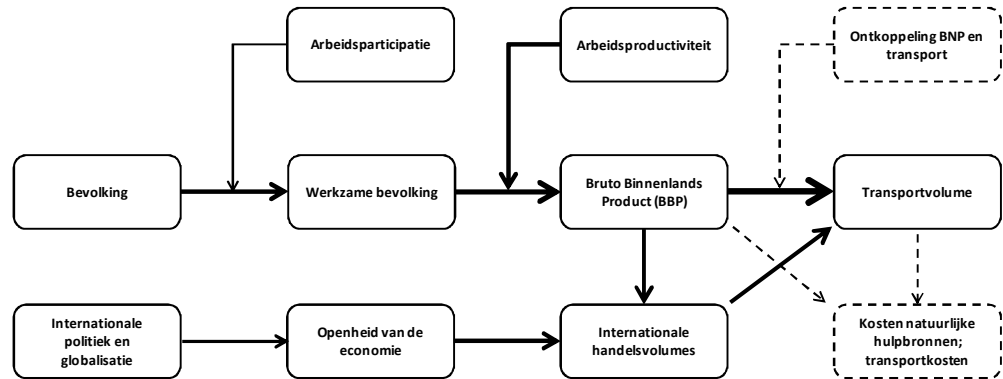 Arbeidsparticipatie
Arbeidsproductiviteit
Ontkoppeling BNP en
transport
Bevolking
Werkzame bevolking
Bruto Binnenlands
Product (BBP)
Transportvolume
Internationale
politiek en
globalisatie
Openheid van de
economie
Internationale
handelsvolumes
Kosten natuurlijke
hulpbronnen;
transportkosten